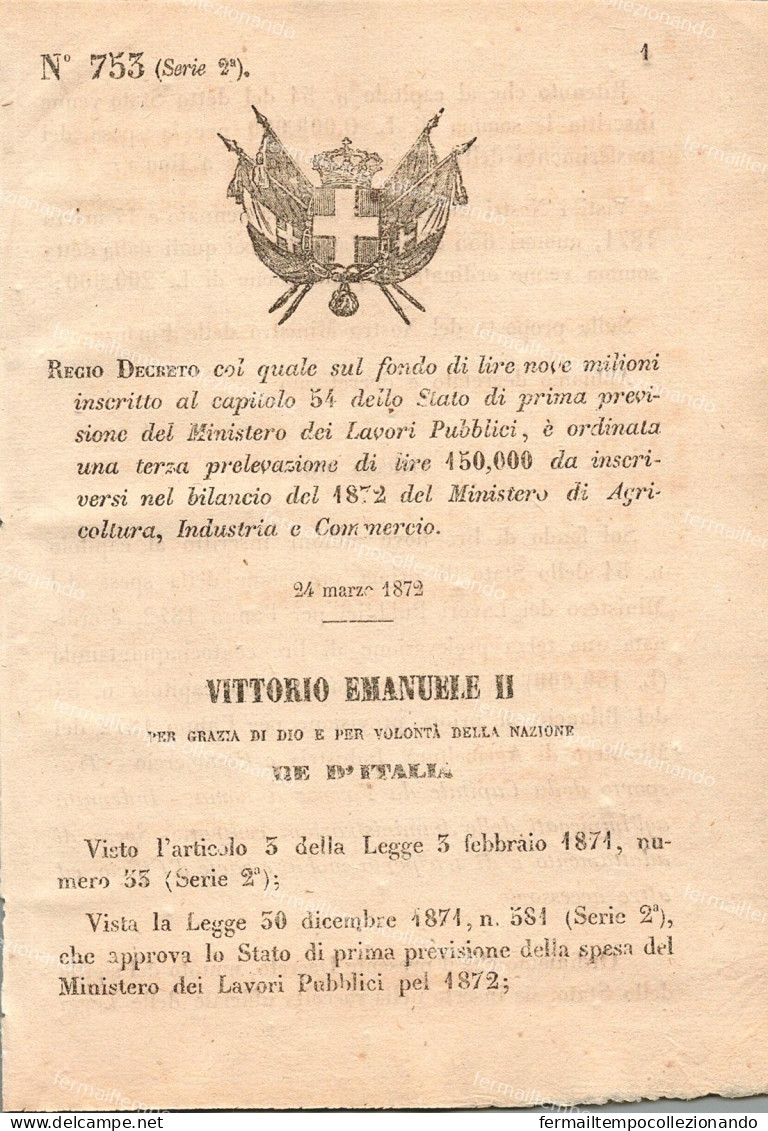 N° 753 (Serie 2ª).
1
REGIO DECRETO col quale sul fondo di lire nove milioni
inscritto al capitolo 54 dello Stato di prima previ-
sione del Ministero dei Lavori Pubblici, è ordinata
una terza prelevazione di lire 150,000 da inscri-
versi nel bilancio del 1872 del Ministero di Agri-
coltura, Industria e Commercio.
24 marzo 1872
VITTORIO EMANUELE II
PER GRAZIA DI DIO E PER VOLONTÀ DELLA NAZIONE
RE D'ITALIA
Visto l'articolo 3 della Legge 3 febbraio 1871, nu-
mero 33 (Serie 2ª);
Vista la Legge 30 dicembre 1871, n. 581 (Serie 2ª),
che approva lo Stato di prima previsione della spesa del
Ministero dei Lavori Pubblici pel 1872;
fermailtempocollezionando